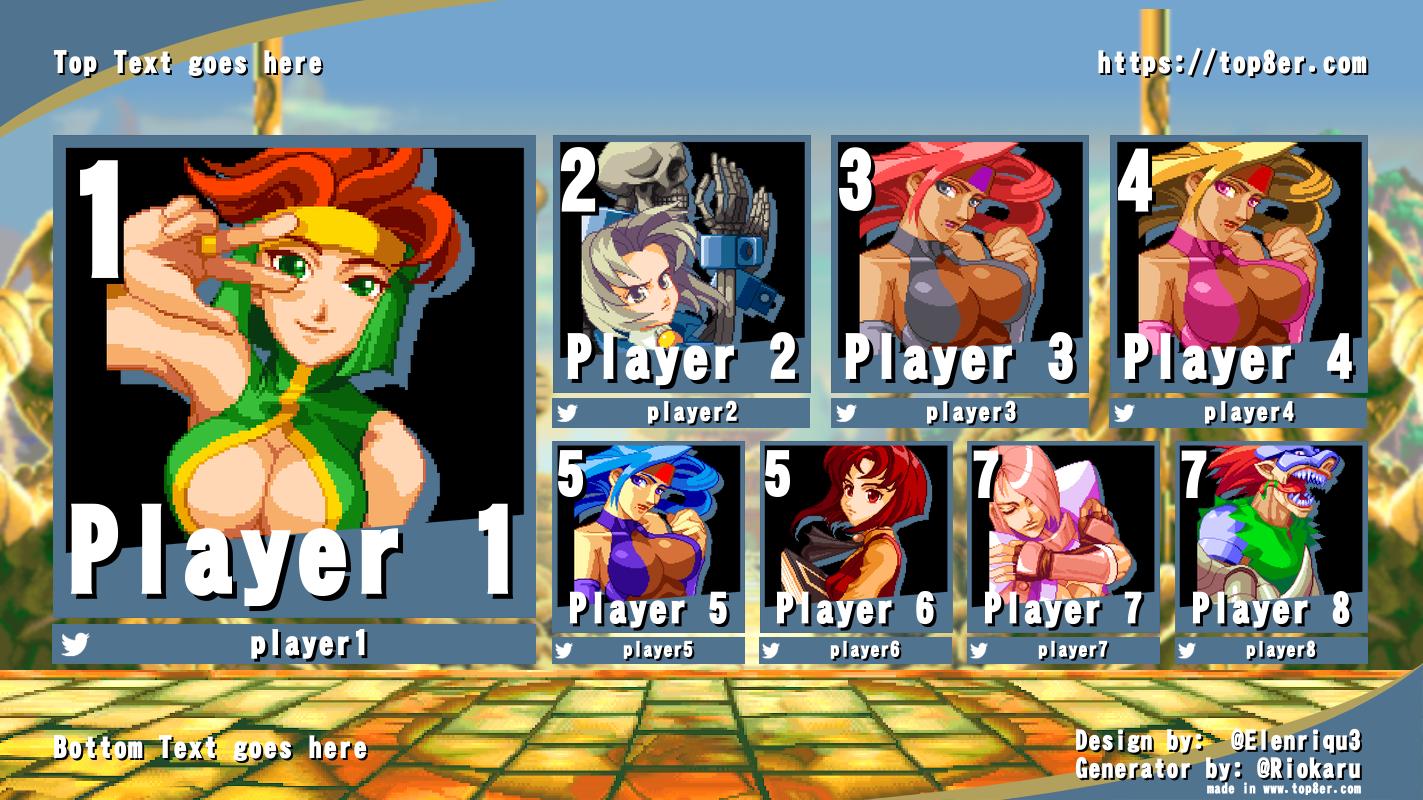 Top Text goes here
https://top8er.com
1
Player 1
player1
2
Player 2
player2
3
Player 3
player3
4
Player 4
player4
5
Player 5
player5
5
Player 6
player6
7
Player 7
player7
7
Player 8
player8
Bottom Text goes here
Design by: @Elenriqu3
Generator by: @Riokaru
made in www.top8er.com